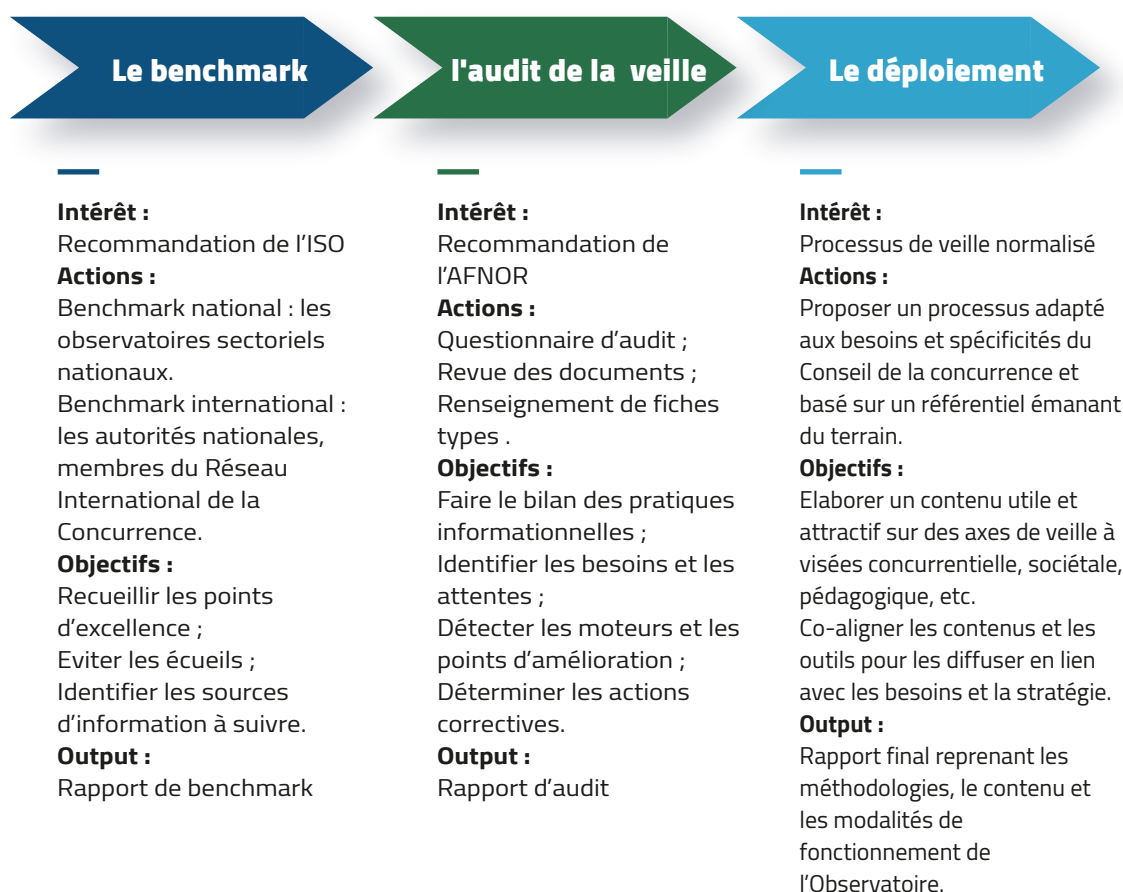 Le benchmark
l'audit de la veille
Le déploiement
Intérêt :
Recommandation de l'ISO
Actions :
Benchmark national : les
observatoires sectoriels
nationaux.
Benchmark international :
les autorités nationales,
membres du Réseau
International de la
Concurrence.
Objectifs :
Recueillir les points
d'excellence ;
Eviter les écueils ;
Identifier les sources
d'information à suivre.
Output :
Rapport de benchmark
Intérêt :
Recommandation de
l'AFNOR
Actions :
Questionnaire d'audit ;
Revue des documents ;
Renseignement de fiches
types .
Objectifs :
Faire le bilan des pratiques
informationnelles ;
Identifier les besoins et les
attentes ;
Détecter les moteurs et les
points d'amélioration ;
Déterminer les actions
correctives.
Output :
Rapport d'audit
Intérêt :
Processus de veille normalisé
Actions :
Proposer un processus adapté
aux besoins et spécificités du
Conseil de la concurrence et
basé sur un référentiel émanant
du terrain.
Objectifs :
Elaborer un contenu utile et
attractif sur des axes de veille à
visées concurrentielle, sociétale,
pédagogique, etc.
Co-aligner les contenus et les
outils pour les diffuser en lien
avec les besoins et la stratégie.
Output :
Rapport final reprenant les
méthodologies, le contenu et
les modalités de
fonctionnement de
l'Observatoire.